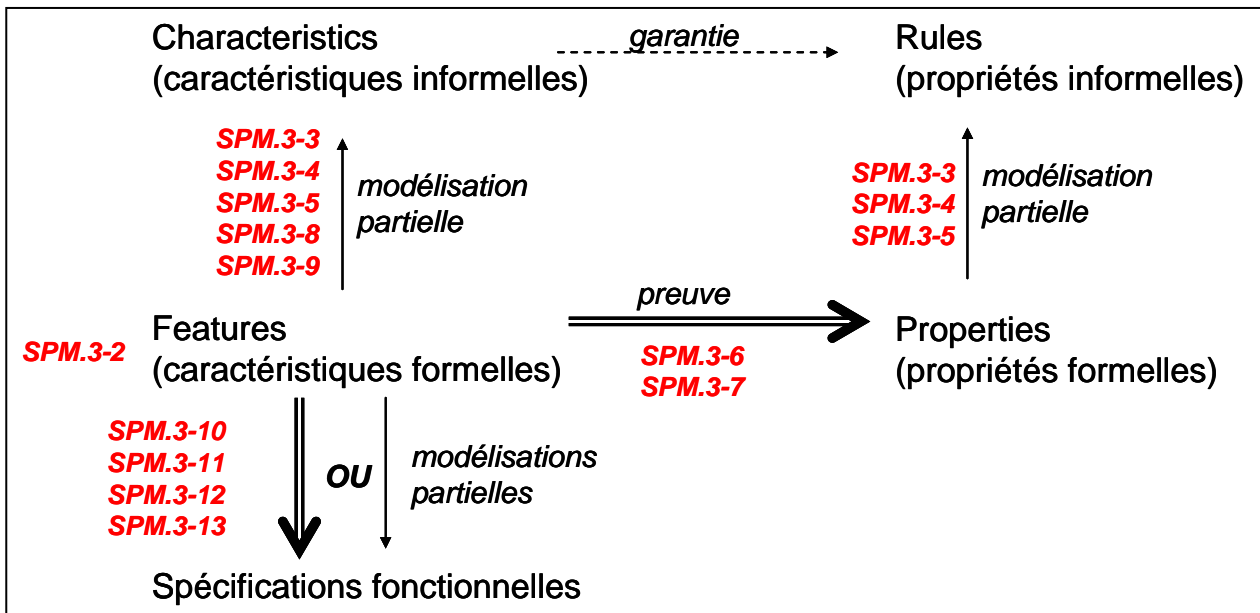 Characteristics
(caractéristiques informelles)
garantie
Rules
(propriétés informelles)
SPM.3-3
SPM.3-4
SPM.3-5
SPM.3-8
SPM.3-9
modélisation
partielle
SPM.3-3
SPM.3-4
SPM.3-5
modélisation
partielle
SPM.3-2
Features
(caractéristiques formelles)
preuve
SPM.3-6
SPM.3-7
Properties
(propriétés formelles)
SPM.3-10
SPM.3-11
SPM.3-12
SPM.3-13
OU
modélisations
partielles
Spécifications fonctionnelles